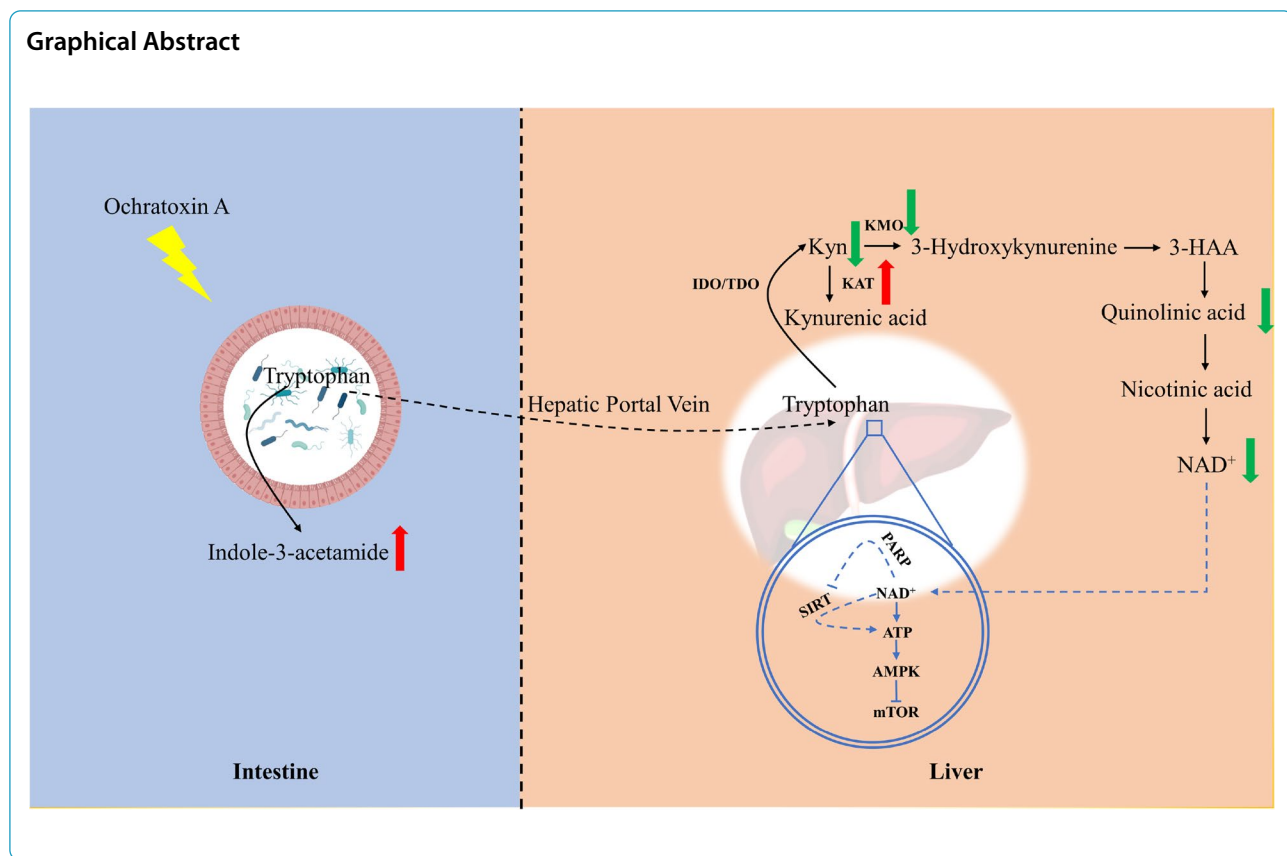 Graphical Abstract
Ochratoxin A
Tryptophan
Indole-3-acetamide
Intestine
Hepatic Portal Vein
IDO/TDO
Kyn
KMO
3-Hydroxykynurenine
3-HAA
KAT
Kynurenic acid
Quinolinic acid
Nicotinic acid
NAD⁺
Tryptophan
PARP
SIRT
NAD⁺
ATP
AMPK
mTOR
Liver